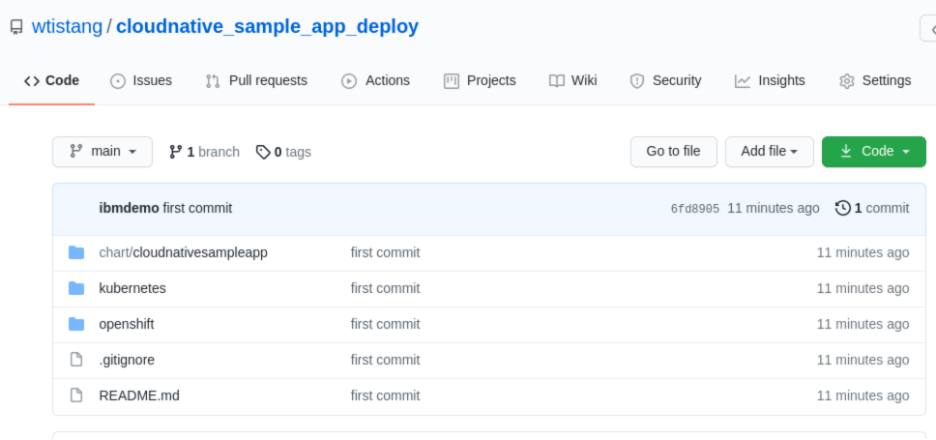 wtistang / cloudnative_sample_app_deploy
Code Issues Pull requests Actions Projects Wiki Security Insights Settings
main 1 branch 0 tags Go to file Add file Code
ibmdemo first commit 6fd8905 11 minutes ago 1 commit
chart/cloudnativesampleapp first commit 11 minutes ago
kubernetes first commit 11 minutes ago
openshift first commit 11 minutes ago
.gitignore first commit 11 minutes ago
README.md first commit 11 minutes ago